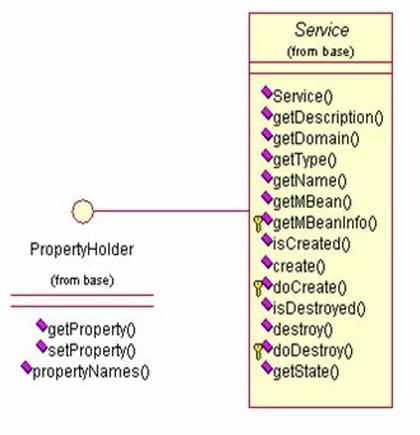 Service
(from base)
Service()
getDescription()
getDomain()
getType()
getName()
getMBean()
getMBeanInfo()
isCreated()
create()
doCreate()
isDestroyed()
destroy()
doDestroy()
getState()
PropertyHolder
(from base)
getProperty()
setProperty()
propertyNames()